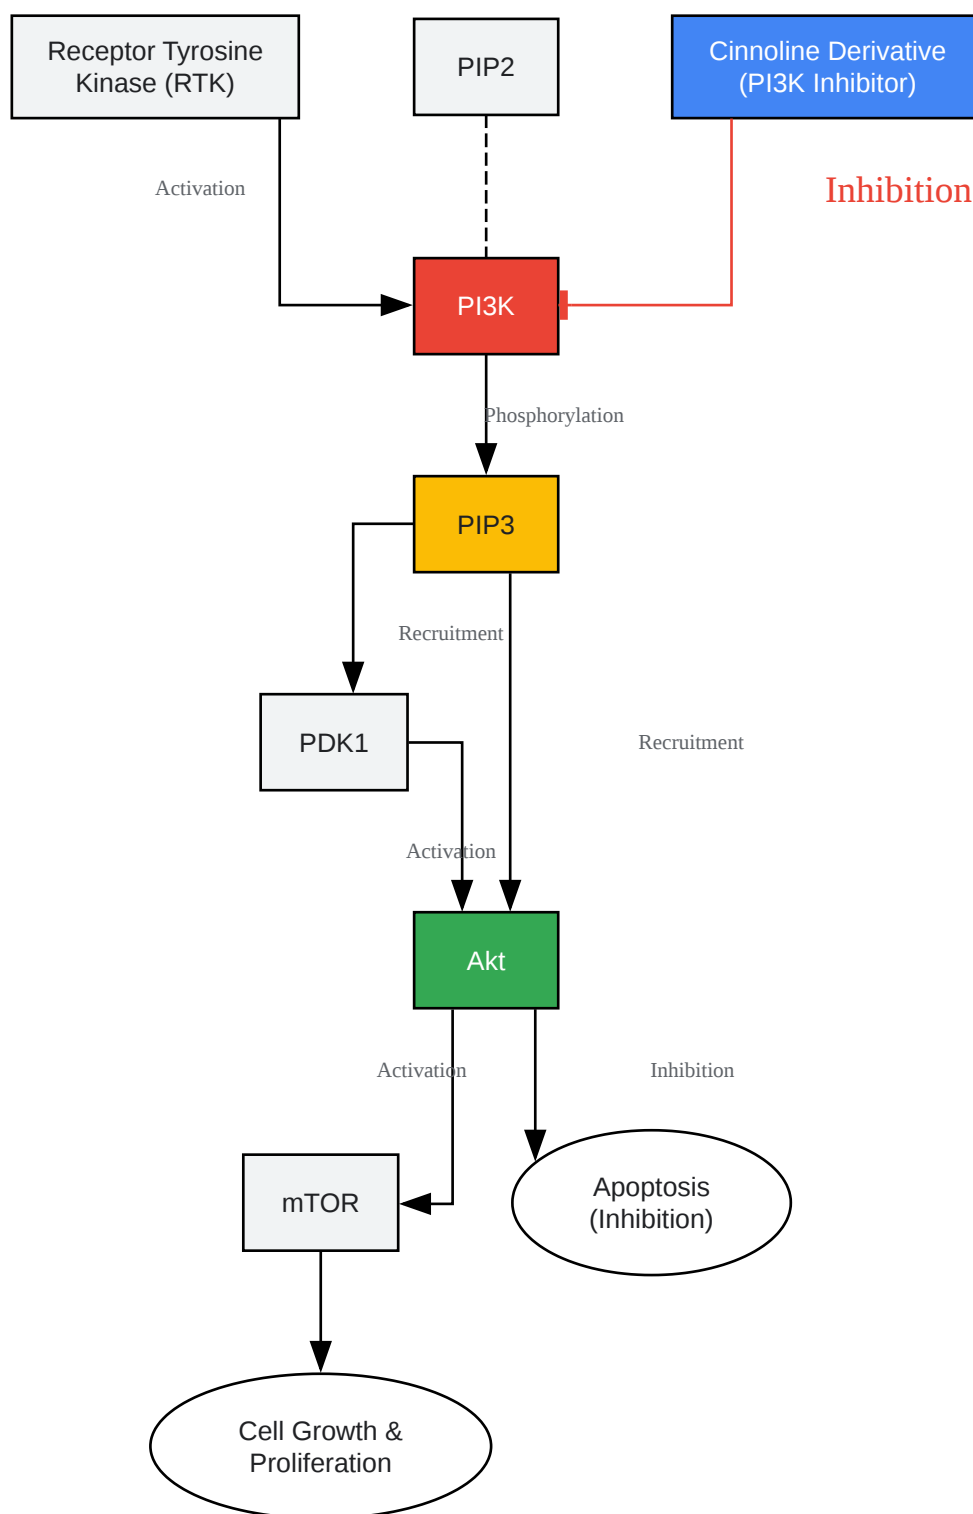 Receptor Tyrosine
Kinase (RTK)
PIP2
Cinnoline Derivative
(PI3K Inhibitor)
Activation
Inhibition
PI3K
Phosphorylation
PIP3
Recruitment
PDK1
Recruitment
Activation
Akt
Activation
Inhibition
mTOR
Apoptosis
(Inhibition)
Cell Growth &
Proliferation